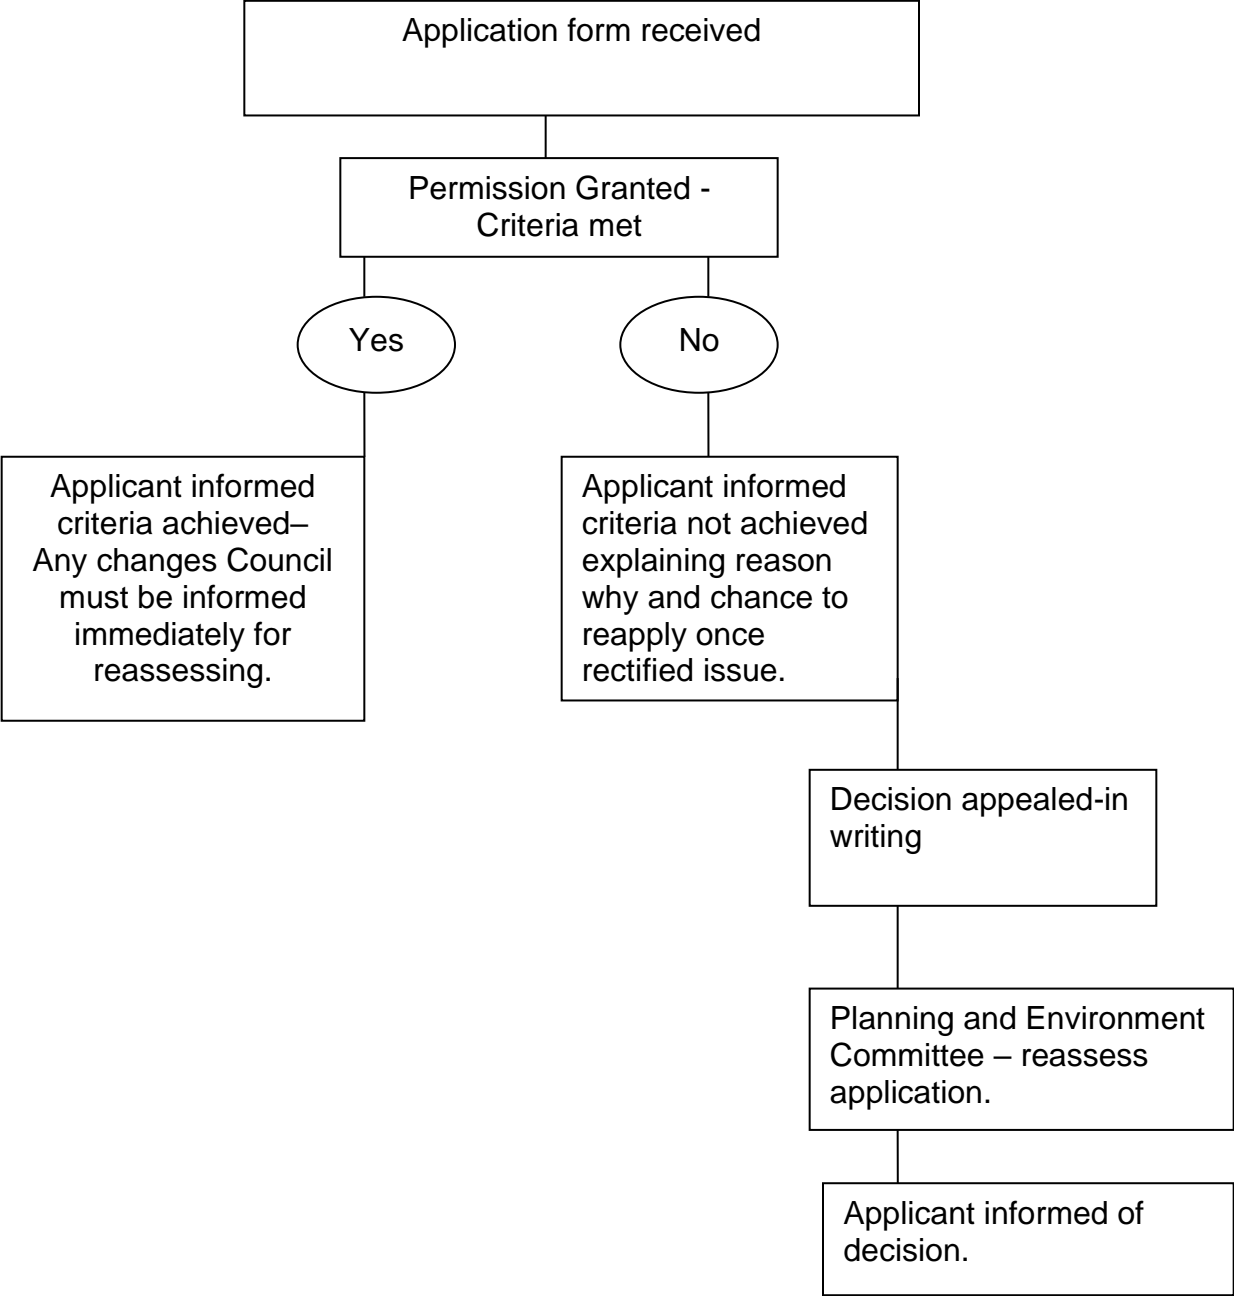 Application form received
Permission Granted -
Criteria met
Yes
No
Applicant informed
criteria achieved–
Any changes Council
must be informed
immediately for
reassessing.
Applicant informed
criteria not achieved
explaining reason
why and chance to
reapply once
rectified issue.
Decision appealed-in
writing
Planning and Environment
Committee – reassess
application.
Applicant informed of
decision.